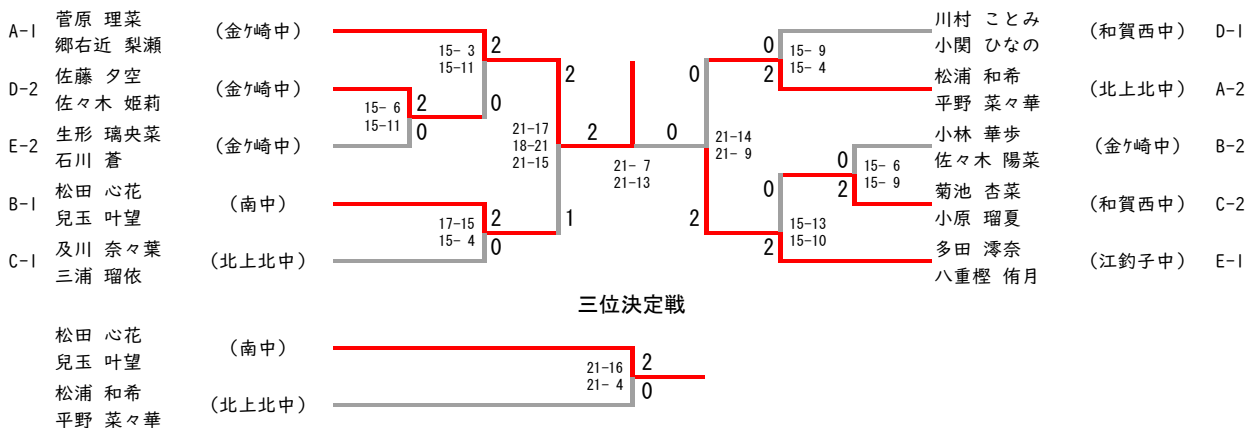 菅原 理菜
A-1 (金ケ崎中)
郷右近 梨瀬
15- 3
15-11
2
0
佐藤 夕空
D-2 (金ケ崎中)
佐々木 姫莉
15- 6
15-11
2
0
生形 璃央菜
E-2 (金ケ崎中)
石川 蒼
21-17
18-21
21-15
2
1
松田 心花
B-1 (南中)
兒玉 叶望
17-15
15- 4
2
0
及川 奈々葉
C-1 (北上北中)
三浦 瑠依
2
0
21- 7
21-13
川村 ことみ
(和賀西中) D-1
小関 ひなの
0
2
15- 9
15- 4
松浦 和希
(北上北中) A-2
平野 菜々華
0
2
21-14
21- 9
小林 華歩
(金ケ崎中) B-2
佐々木 陽菜
0
2
15- 6
15- 9
菊池 杏菜
(和賀西中) C-2
小原 瑠夏
0
2
15-13
15-10
多田 澪奈
(江釣子中) E-1
八重樫 侑月
三位決定戦
松田 心花
(南中)
兒玉 叶望
21-16
21- 4
2
0
松浦 和希
(北上北中)
平野 菜々華